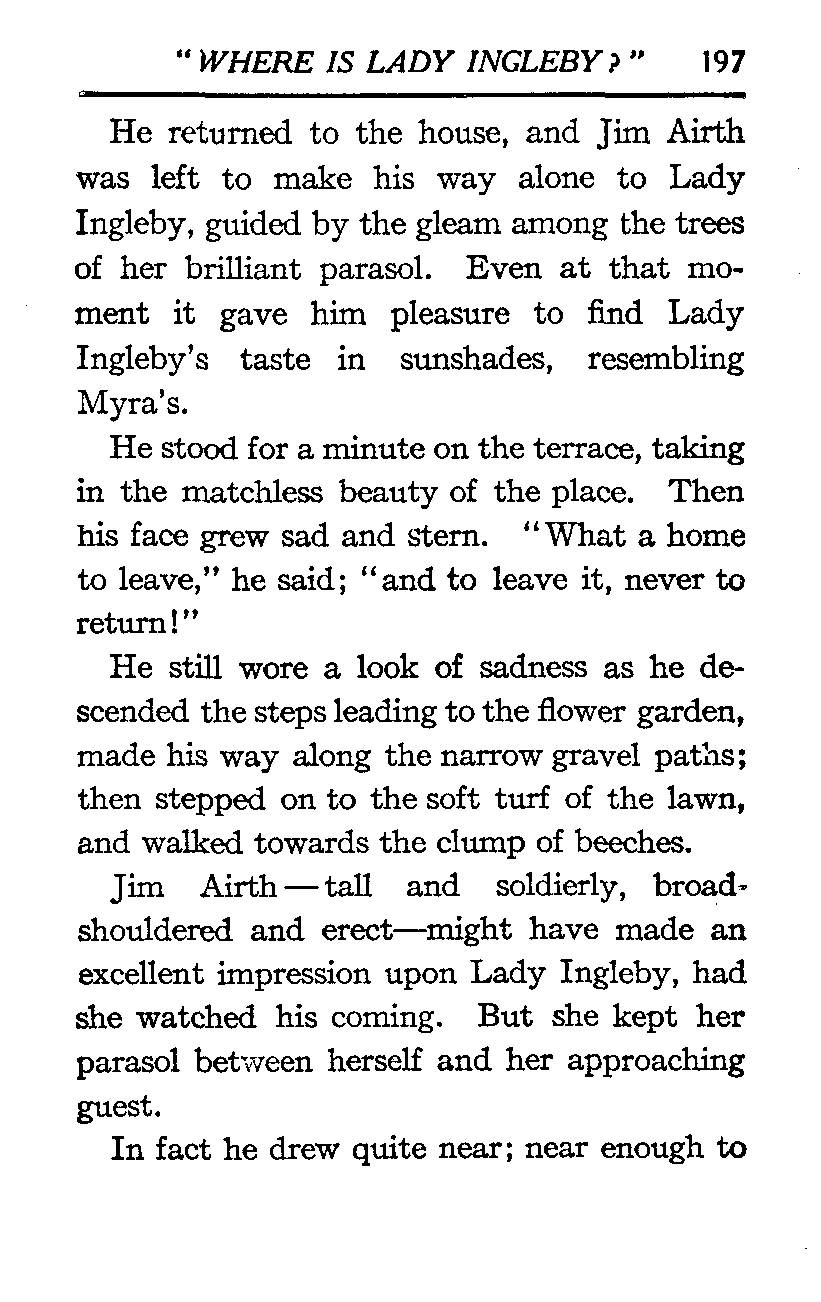 "WHERE IS LADY INGLEBY?" 197
He returned to the house, and Jim Airth
was left to make his way alone to Lady
Ingleby, guided by the gleam among the trees
of her brilliant parasol. Even at that mo-
ment it gave him pleasure to find Lady
Ingleby's taste in sunshades, resembling
Myra's.
He stood for a minute on the terrace, taking
in the matchless beauty of the place. Then
his face grew sad and stern. "What a home
to leave," he said; "and to leave it, never to
return!"
He still wore a look of sadness as he de-
scended the steps leading to the flower garden,
made his way along the narrow gravel paths;
then stepped on to the soft turf of the lawn,
and walked towards the clump of beeches.
Jim Airth—tall and soldierly, broad-
shouldered and erect—might have made an
excellent impression upon Lady Ingleby, had
she watched his coming. But she kept her
parasol between herself and her approaching
guest.
In fact he drew quite near; near enough to